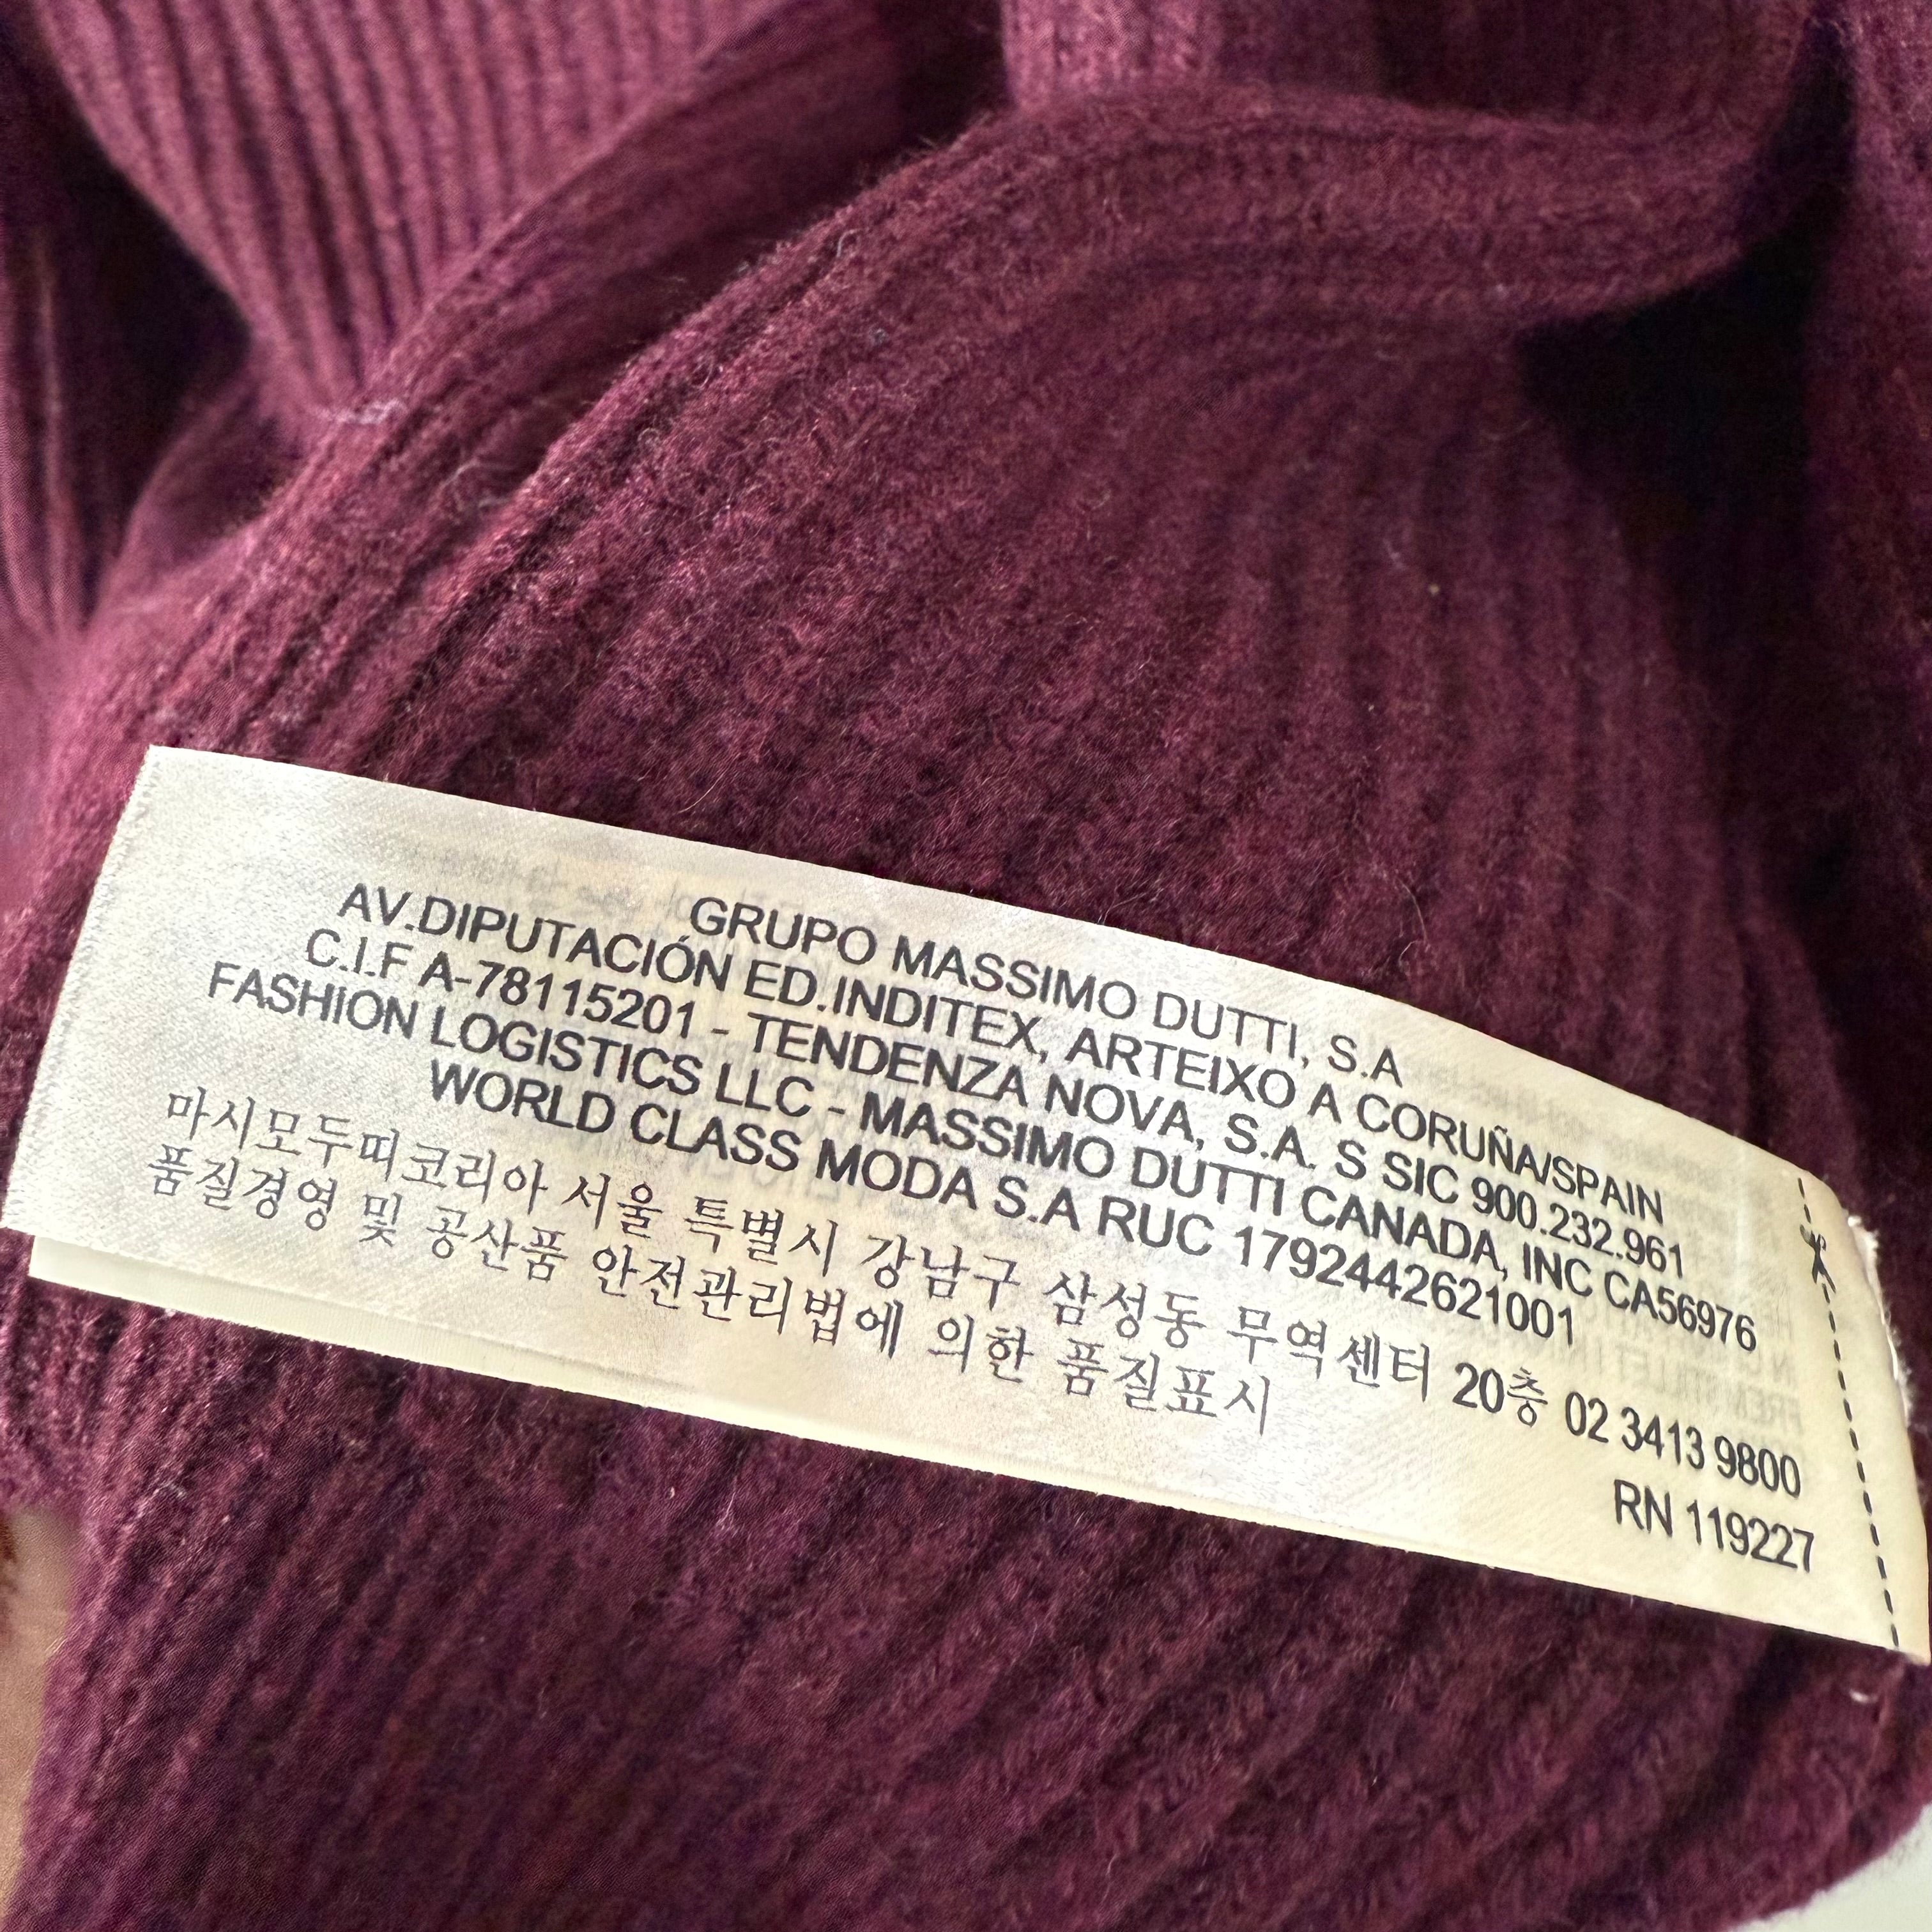 GRUPO MASSIMO DUTTI, S.A
AV.DIPUTACIÓN ED.INDITEX, ARTEIXO A CORUÑA/SPAIN
C.I.F A-78115201 - TENDENZA NOVA, S.A. S SIC 900.232.961
FASHION LOGISTICS LLC - MASSIMO DUTTI CANADA, INC CA56976
WORLD CLASS MODA S.A RUC 1792442621001
마시모두띠코리아 서울 특별시 강남구 삼성동 무역센터 20층 02 3413 9800
품질경영 및 공산품 안전관리법에 의한 품질표시
RN 119227